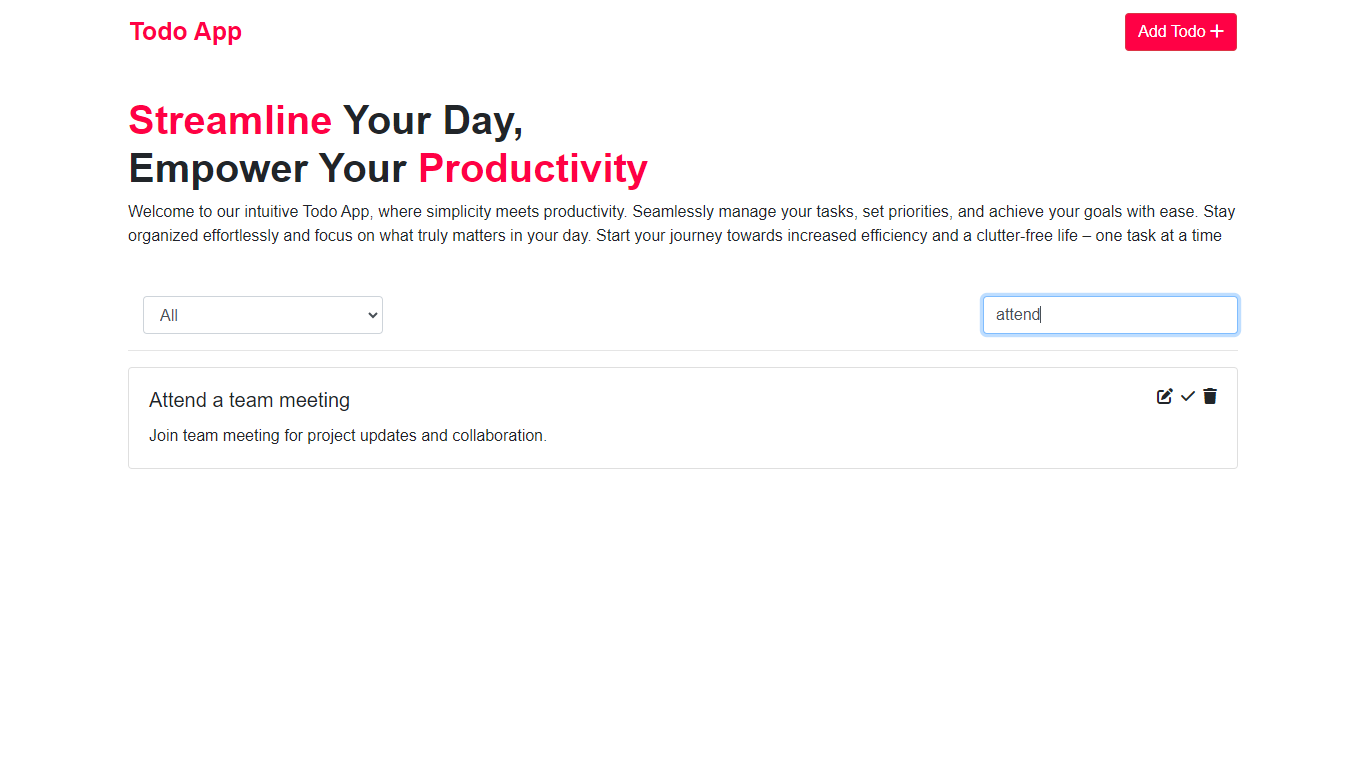 Todo App
Add Todo
Streamline Your Day,
Empower Your Productivity
Welcome to our intuitive Todo App, where simplicity meets productivity. Seamlessly manage your tasks, set priorities, and achieve your goals with ease. Stay
organized effortlessly and focus on what truly matters in your day. Start your journey towards increased efficiency and a clutter-free life – one task at a time
All
attend
Attend a team meeting
Join team meeting for project updates and collaboration.